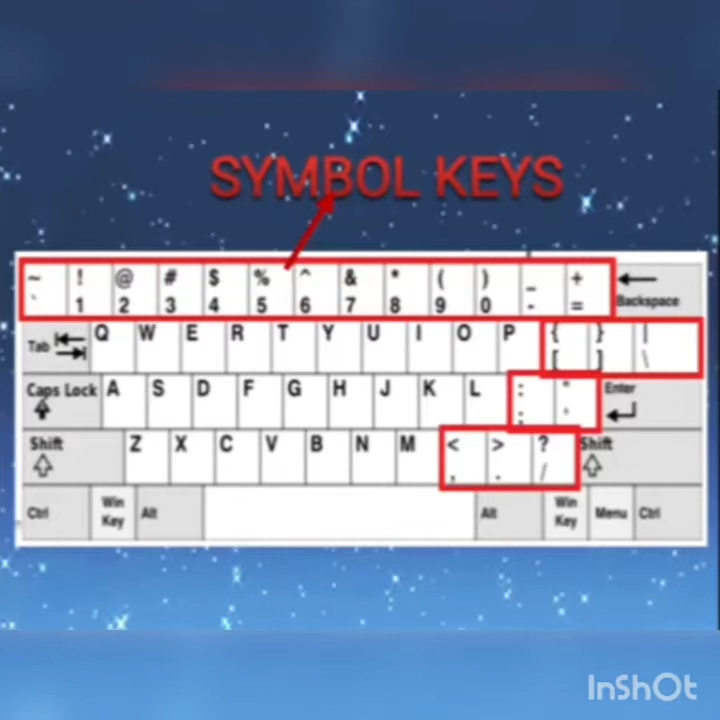 SYMBOL KEYS
~ ! @ # $ % ^ & * ( ) _ +
` 1 2 3 4 5 6 7 8 9 0 - = Backspace
Tab Q W E R T Y U I O P { } |
[ ] \
Caps Lock A S D F G H J K L : " Enter
; '
Shift Z X C V B N M < > ? Shift
, . /
Ctrl Win Key Alt Alt Win Key Menu Ctrl
InShOt